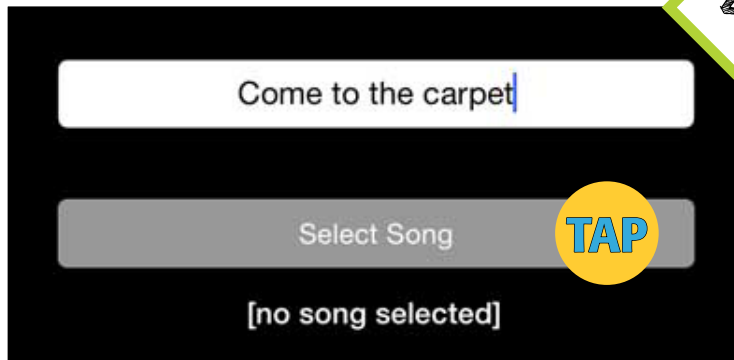 Come to the carpet
Select Song
TAP
[no song selected]